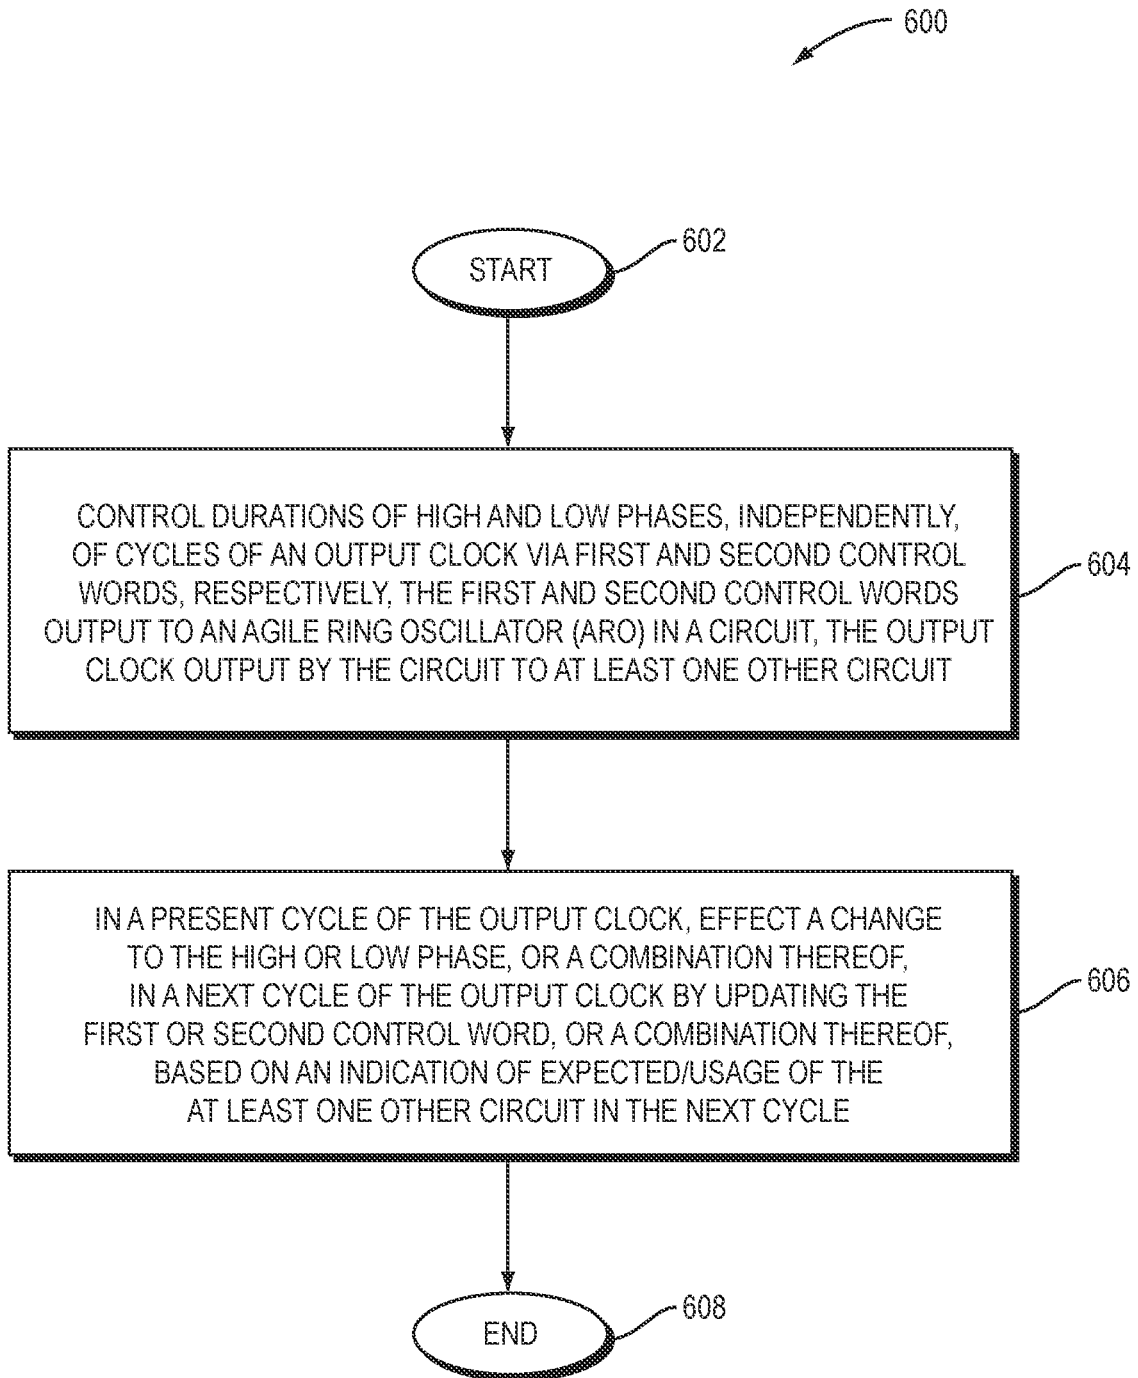 600
602
START
CONTROL DURATIONS OF HIGH AND LOW PHASES, INDEPENDENTLY,
OF CYCLES OF AN OUTPUT CLOCK VIA FIRST AND SECOND CONTROL
WORDS, RESPECTIVELY, THE FIRST AND SECOND CONTROL WORDS
OUTPUT TO AN AGILE RING OSCILLATOR (ARO) IN A CIRCUIT, THE OUTPUT
CLOCK OUTPUT BY THE CIRCUIT TO AT LEAST ONE OTHER CIRCUIT
604
IN A PRESENT CYCLE OF THE OUTPUT CLOCK, EFFECT A CHANGE
TO THE HIGH OR LOW PHASE, OR A COMBINATION THEREOF,
IN A NEXT CYCLE OF THE OUTPUT CLOCK BY UPDATING THE
FIRST OR SECOND CONTROL WORD, OR A COMBINATION THEREOF,
BASED ON AN INDICATION OF EXPECTED/USAGE OF THE
AT LEAST ONE OTHER CIRCUIT IN THE NEXT CYCLE
606
608
END